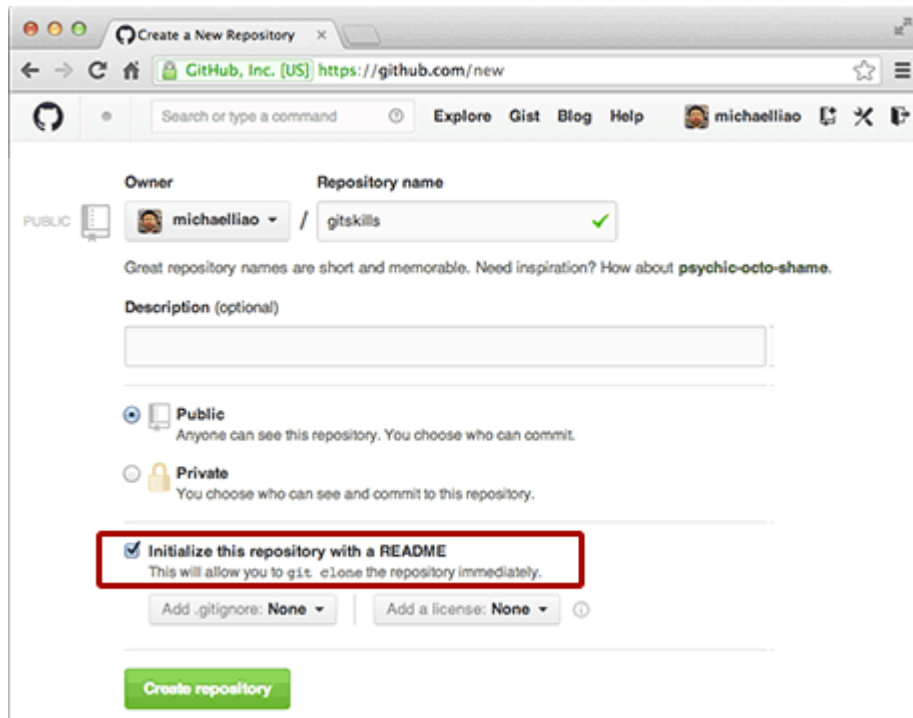 Create a New Repository
GitHub, Inc. [US] https://github.com/new
Search or type a command Explore Gist Blog Help michaelliao
Owner Repository name
PUBLIC michaelliao / gitskills
Great repository names are short and memorable. Need inspiration? How about psychic-octo-shame.
Description (optional)
Public
Anyone can see this repository. You choose who can commit.
Private
You choose who can see and commit to this repository.
Initialize this repository with a README
This will allow you to git clone the repository immediately.
Add .gitignore: None Add a license: None
Create repository